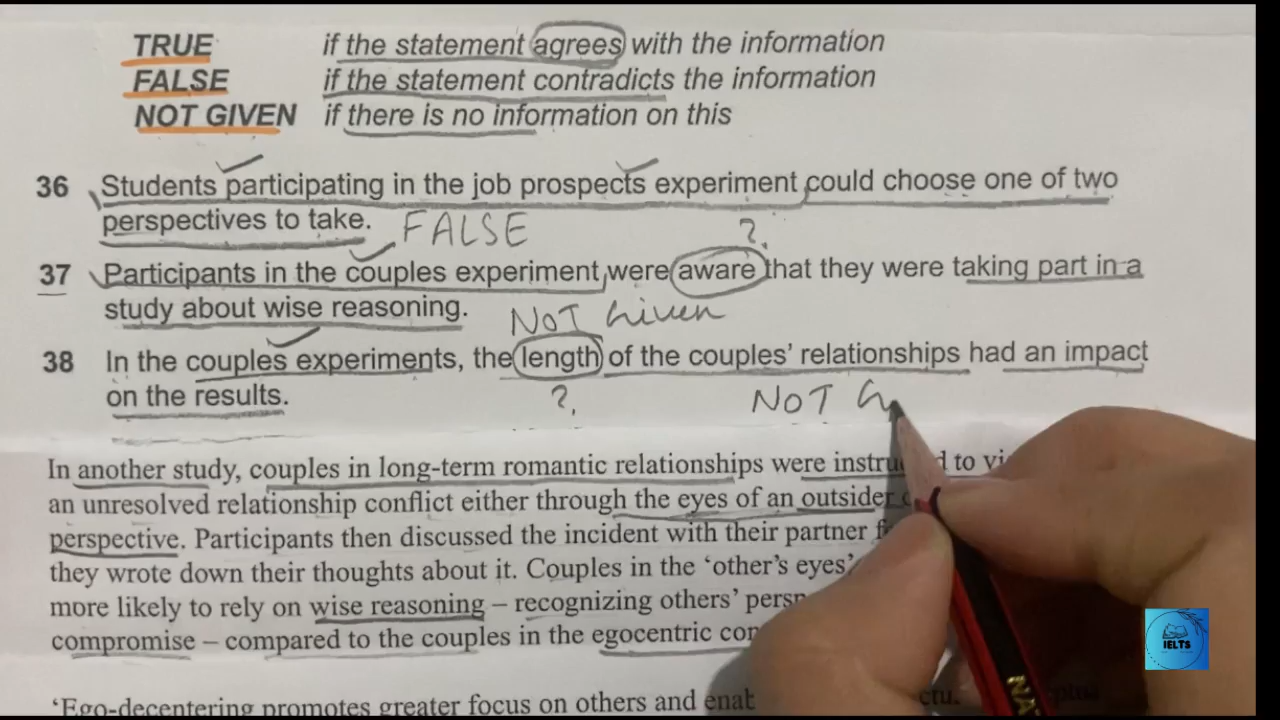 TRUE if the statement agrees with the information
FALSE if the statement contradicts the information
NOT GIVEN if there is no information on this
36 Students participating in the job prospects experiment could choose one of two
perspectives to take. FALSE
?
37 Participants in the couples experiment were aware that they were taking part in a
study about wise reasoning. NOT Given
38 In the couples experiments, the length of the couples' relationships had an impact
on the results. ? NOT
In another study, couples in long-term romantic relationships were to
an unresolved relationship conflict either through the eyes of an outsider
perspective. Participants then discussed the incident with their partner
they wrote down their thoughts about it. Couples in the 'other's eyes'
more likely to rely on wise reasoning – recognizing others'
compromise – compared to the couples in the egocentric
'Ego-decentering promotes greater focus on others and
IELTS